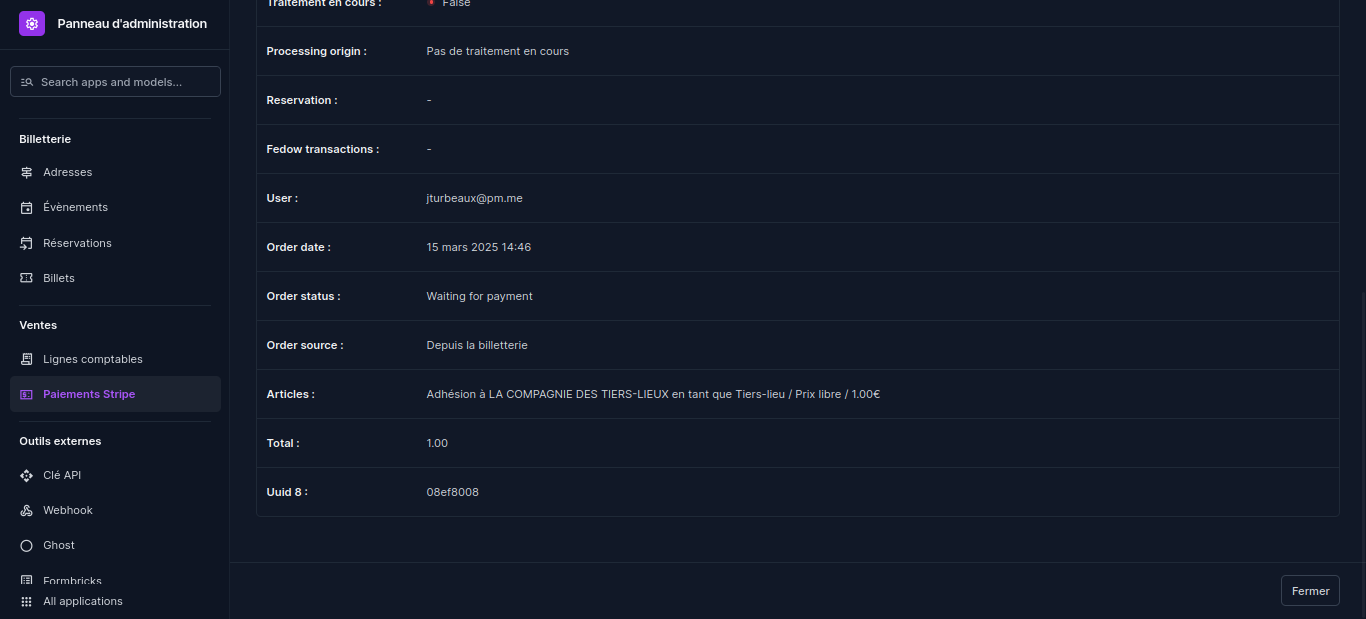 Panneau d'administration
Search apps and models...
Billetterie
Adresses
Évènements
Réservations
Billets
Ventes
Lignes comptables
Paiements Stripe
Outils externes
Clé API
Webhook
Ghost
Formbricks
All applications
Traitement en cours : False
Processing origin : Pas de traitement en cours
Reservation : -
Fedow transactions : -
User : jturbeaux@pm.me
Order date : 15 mars 2025 14:46
Order status : Waiting for payment
Order source : Depuis la billetterie
Articles : Adhésion à LA COMPAGNIE DES TIERS-LIEUX en tant que Tiers-lieu / Prix libre / 1.00€
Total : 1.00
Uuid 8 : 08ef8008
Fermer